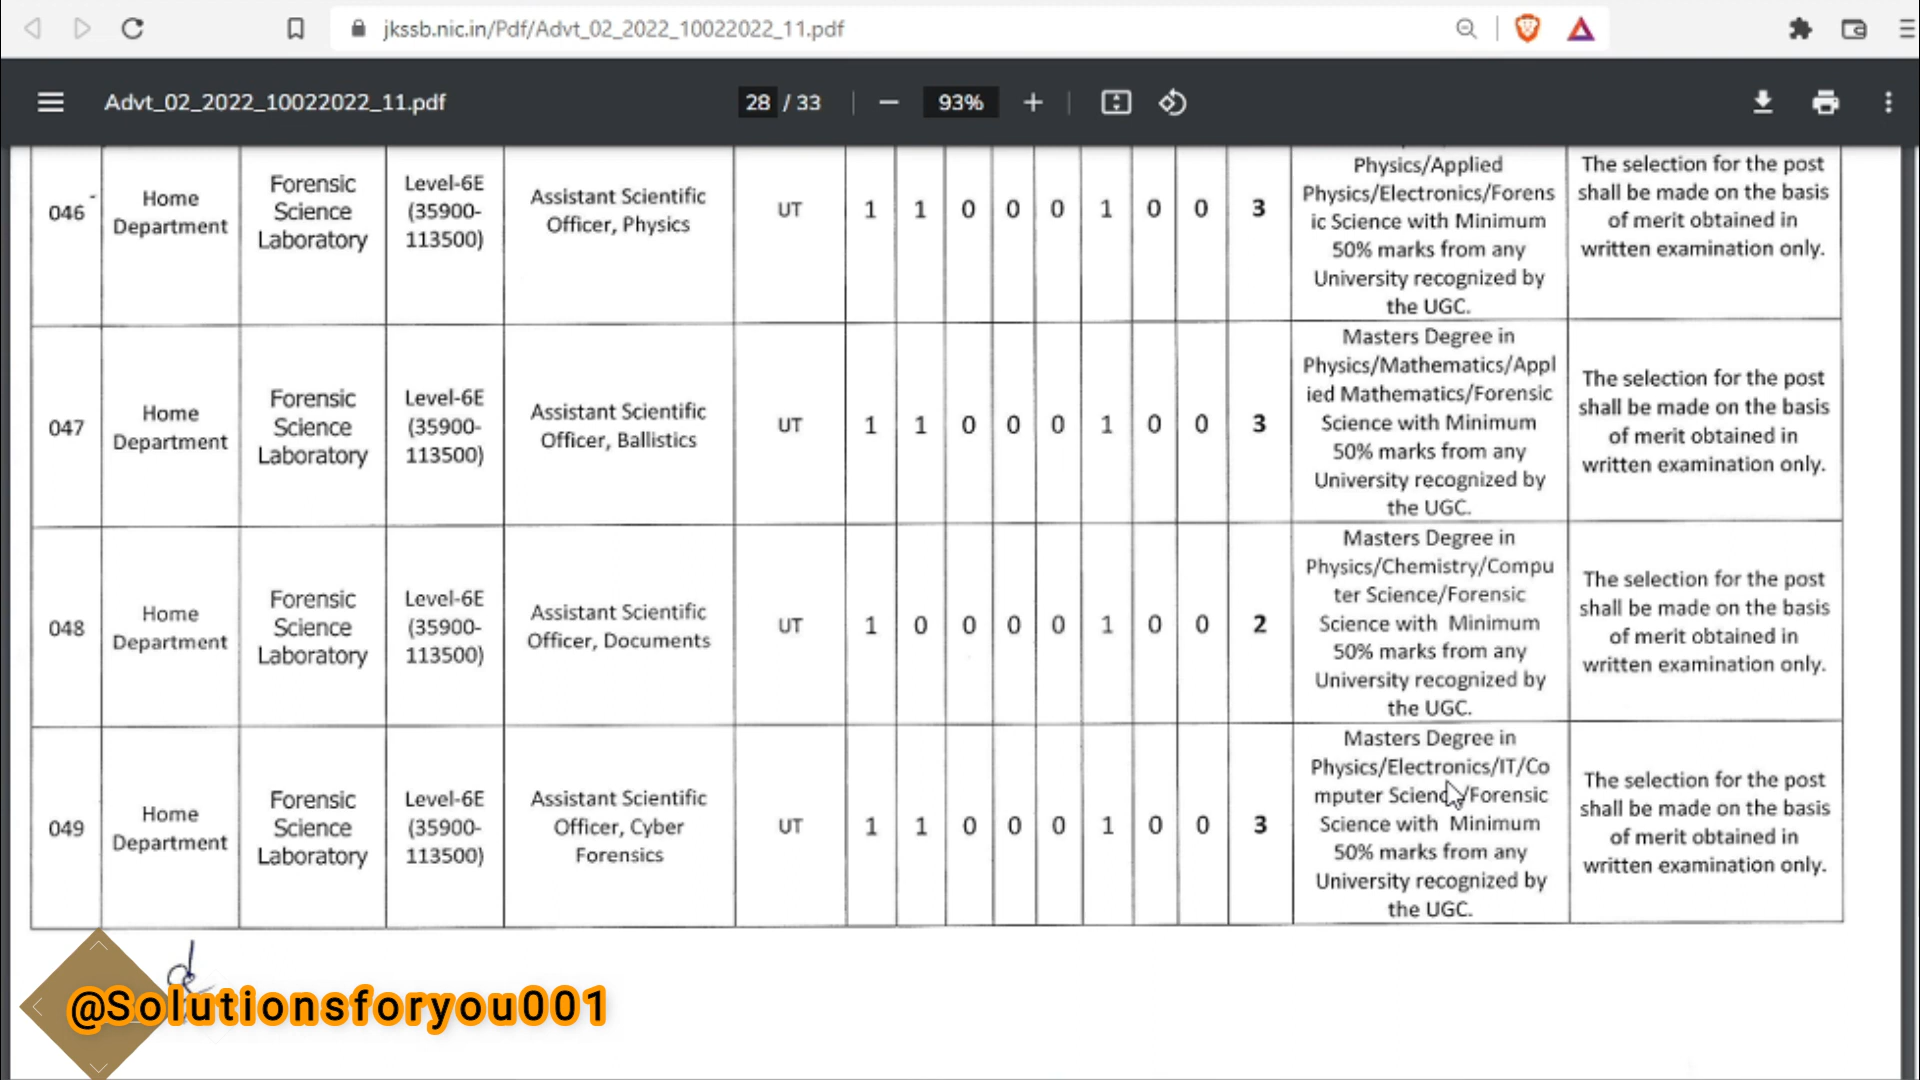 jkssb.nic.in/Pdf/Advt_02_2022_10022022_11.pdf
Advt_02_2022_10022022_11.pdf
28 / 33
93%
046
Home
Department
Forensic
Science
Laboratory
Level-6E
(35900-
113500)
Assistant Scientific
Officer, Physics
UT
1 1 0 0 0 1 0 0 3
Physics/Applied
Physics/Electronics/Forens
ic Science with Minimum
50% marks from any
University recognized by
the UGC.
The selection for the post
shall be made on the basis
of merit obtained in
written examination only.
047
Home
Department
Forensic
Science
Laboratory
Level-6E
(35900-
113500)
Assistant Scientific
Officer, Ballistics
UT
1 1 0 0 0 1 0 0 3
Masters Degree in
Physics/Mathematics/Appl
ied Mathematics/Forensic
Science with Minimum
50% marks from any
University recognized by
the UGC.
The selection for the post
shall be made on the basis
of merit obtained in
written examination only.
048
Home
Department
Forensic
Science
Laboratory
Level-6E
(35900-
113500)
Assistant Scientific
Officer, Documents
UT
1 0 0 0 0 1 0 0 2
Masters Degree in
Physics/Chemistry/Compu
ter Science/Forensic
Science with Minimum
50% marks from any
University recognized by
the UGC.
The selection for the post
shall be made on the basis
of merit obtained in
written examination only.
049
Home
Department
Forensic
Science
Laboratory
Level-6E
(35900-
113500)
Assistant Scientific
Officer, Cyber
Forensics
UT
1 1 0 0 0 1 0 0 3
Masters Degree in
Physics/Electronics/IT/Co
mputer Science/Forensic
Science with Minimum
50% marks from any
University recognized by
the UGC.
The selection for the post
shall be made on the basis
of merit obtained in
written examination only.
@Solutionsforyou001